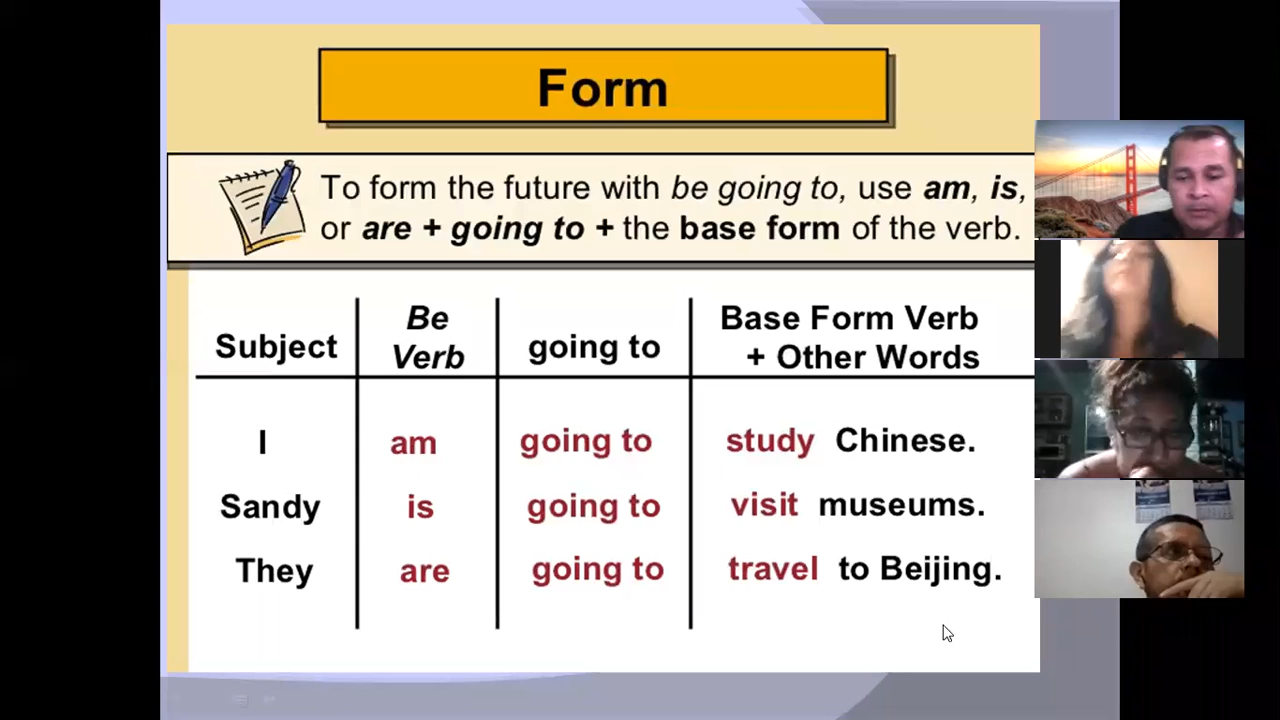 Form
To form the future with be going to, use am, is,
or are + going to + the base form of the verb.
Subject
Be
Verb
going to
Base Form Verb
+ Other Words
I am going to study Chinese.
Sandy is going to visit museums.
They are going to travel to Beijing.